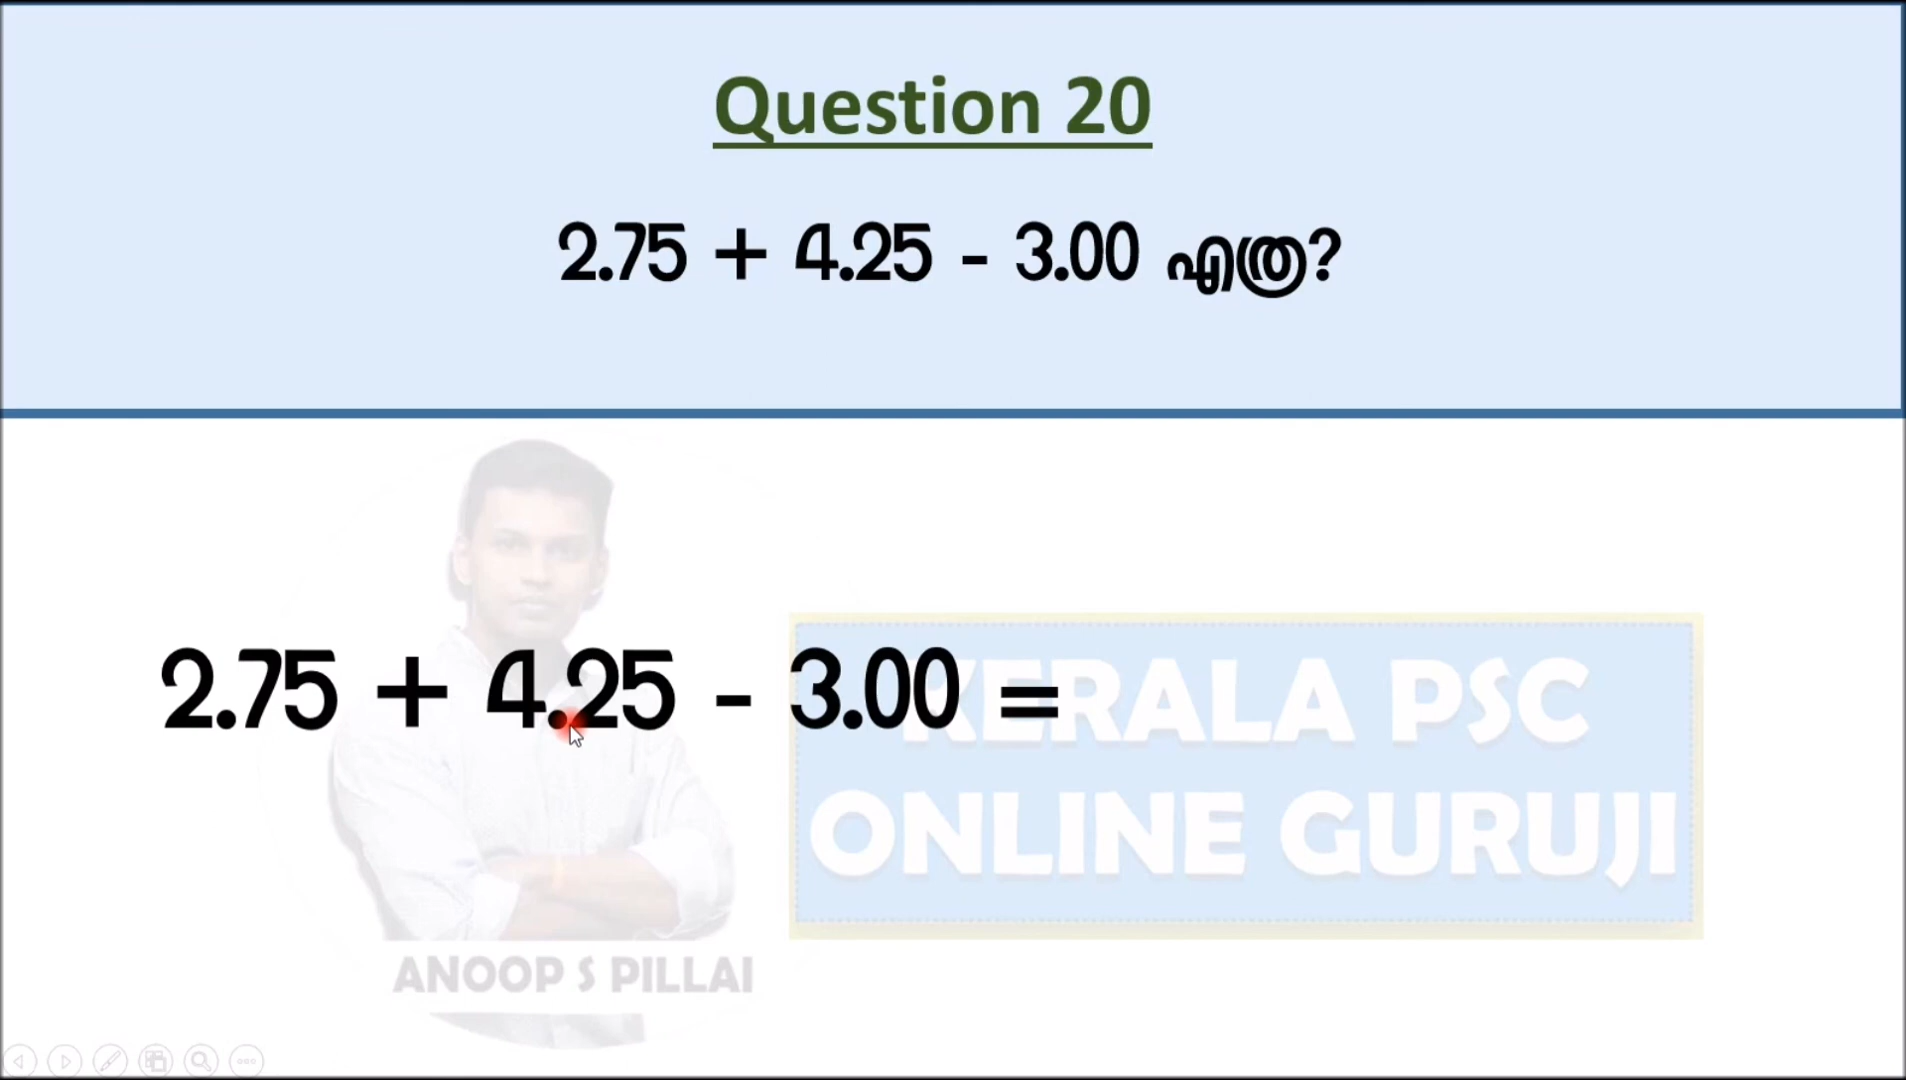 Question 20
2.75 + 4.25 - 3.00 എത്ര?
2.75 + 4.25 - 3.00 =
KERALA PSC
ONLINE GURUJI
ANOOP S PILLAI